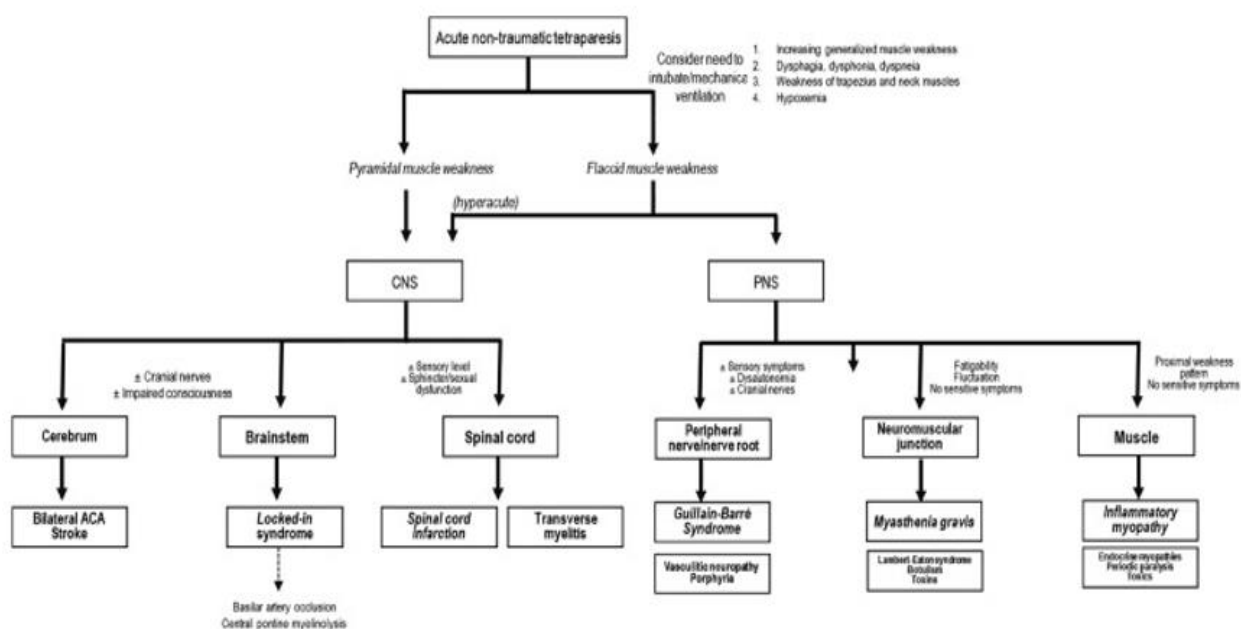 Acute non-traumatic tetraparesis
Consider need to
intubate/mechanica
ventilation
1. Increasing generalized muscle weakness
2. Dysphagia, dysphonia, dyspneia
3. Weakness of trapezius and neck muscles
4. Hypoxemia
Pyramidal muscle weakness
Flaccid muscle weakness
(hyperacute)
CNS
PNS
± Cranial nerves
± Impaired consciousness
± Sensory level
± Sphincter/sexual
dysfunction
± Sensory symptoms
± Dysautonomia
± Cranial nerves
Fatigability
Fluctuation
No sensitive symptoms
Proximal weakness
pattern
No sensitive symptoms
Cerebrum
Brainstem
Spinal cord
Peripheral
nerve/nerve root
Neuromuscular
junction
Muscle
Bilateral ACA
Stroke
Locked-in
syndrome
Spinal cord
infarction
Transverse
myelitis
Guillain-Barré
Syndrome
Myasthenia gravis
Inflammatory
myopathy
Vasculitic neuropathy
Porphyria
Lambert-Eaton syndrome
Botulism
Toxins
Endocrine myopathies
Periodic paralysis
Toxics
Basilar artery occlusion
Central pontine myelinolysis